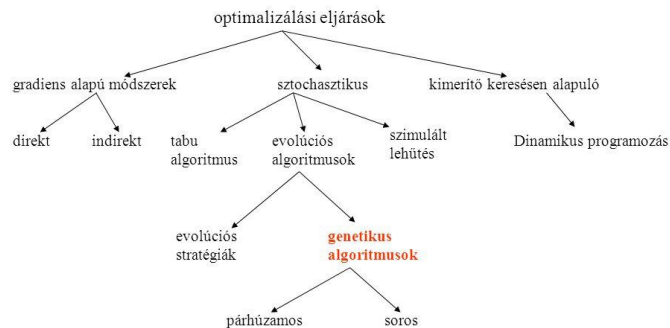 optimalizálási eljárások
gradiens alapú módszerek
sztochasztikus
kimerítő keresésen alapuló
direkt
indirekt
tabu
algoritmus
evolúciós
algoritmusok
szimulált
lehűtés
Dinamikus programozás
evolúciós
stratégiák
genetikus
algoritmusok
párhúzamos
soros